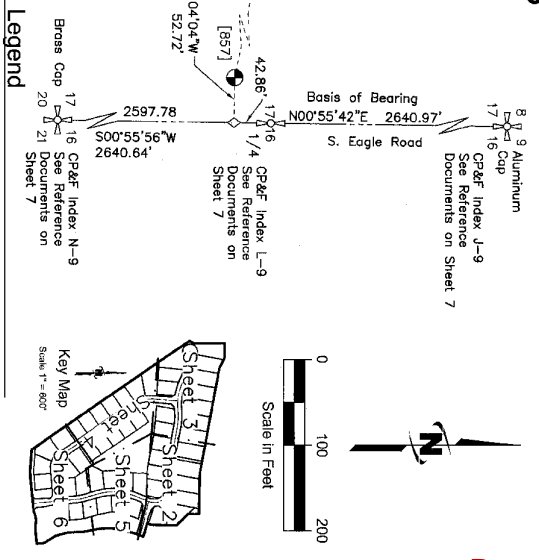 8
9
Aluminum
Cap
17
16
CP&F Index J-9
See Reference
Documents on Sheet 7
Basis of Bearing
N00°55'42"E 2640.97'
S. Eagle Road
42.86'
17
16
1/4
CP&F Index L-9
See Reference
Documents on
Sheet 7
[857]
04'04"W
52.72'
2597.78
S00°55'56"W
2640.64'
Brass Cap
17
16
20
21
CP&F Index N-9
See Reference
Documents on
Sheet 7
Legend
N
0
100
200
Scale in Feet
Key Map
Scale 1" = 600'
Sheet 3
Sheet 2
Sheet 4
Sheet 5
Sheet 6